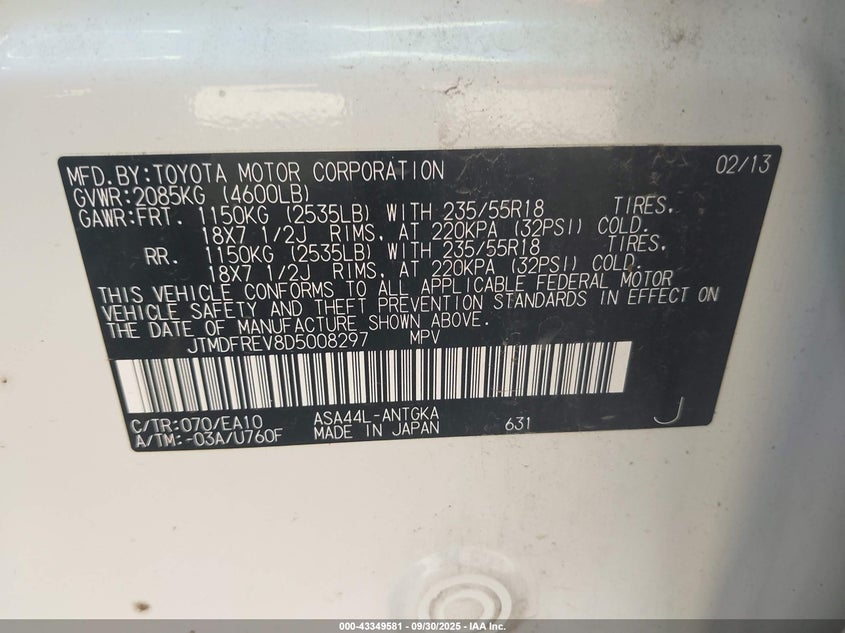 MFD.BY:TOYOTA MOTOR CORPORATION 02/13
GVWR:2085KG (4600LB)
GAWR:FRT. 1150KG (2535LB) WITH 235/55R18 TIRES,
18X7 1/2J RIMS, AT 220KPA (32PSI) COLD.
RR. 1150KG (2535LB) WITH 235/55R18 TIRES,
18X7 1/2J RIMS, AT 220KPA (32PSI) COLD.
THIS VEHICLE CONFORMS TO ALL APPLICABLE FEDERAL MOTOR
VEHICLE SAFETY AND THEFT PREVENTION STANDARDS IN EFFECT ON
THE DATE OF MANUFACTURE SHOWN ABOVE.
JTMDFREV8D5008297 MPV
C/TR:070/EA10 ASA44L-ANTGKA 631 J
A/TM:-03A/U760F MADE IN JAPAN
000-43349581 - 09/30/2025 - IAA Inc.